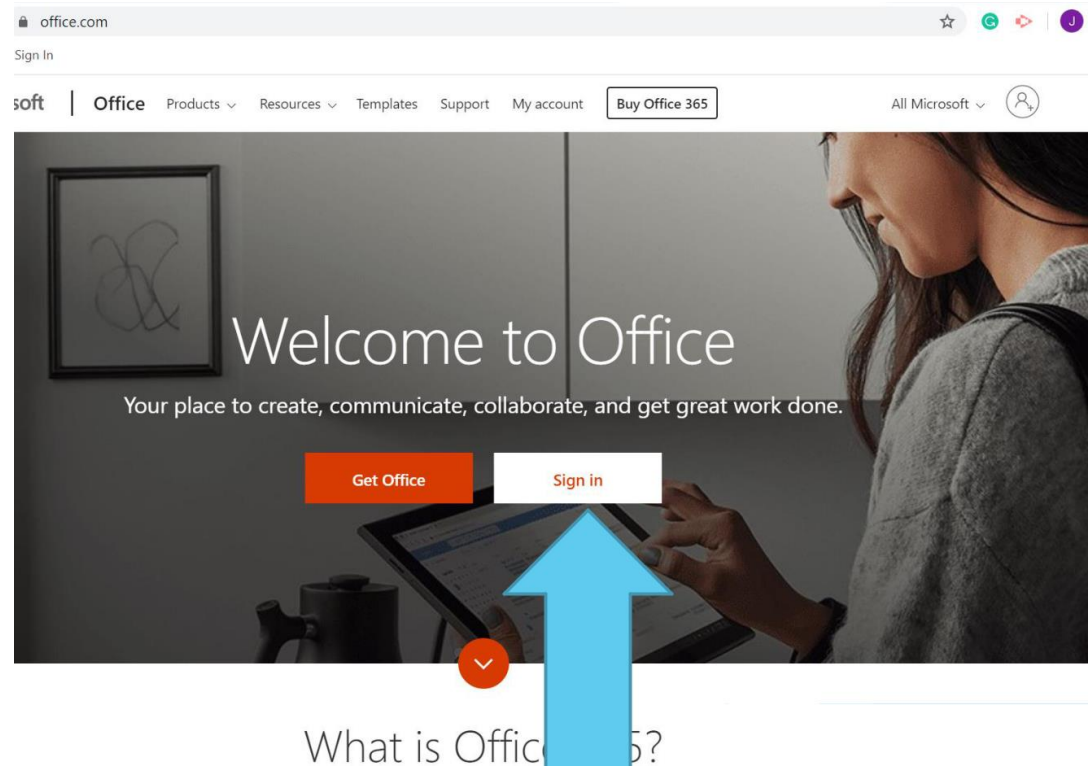 office.com
J
Sign In
soft | Office Products Resources Templates Support My account Buy Office 365 All Microsoft
Welcome to Office
Your place to create, communicate, collaborate, and get great work done.
Get Office Sign in
What is Offic 5?